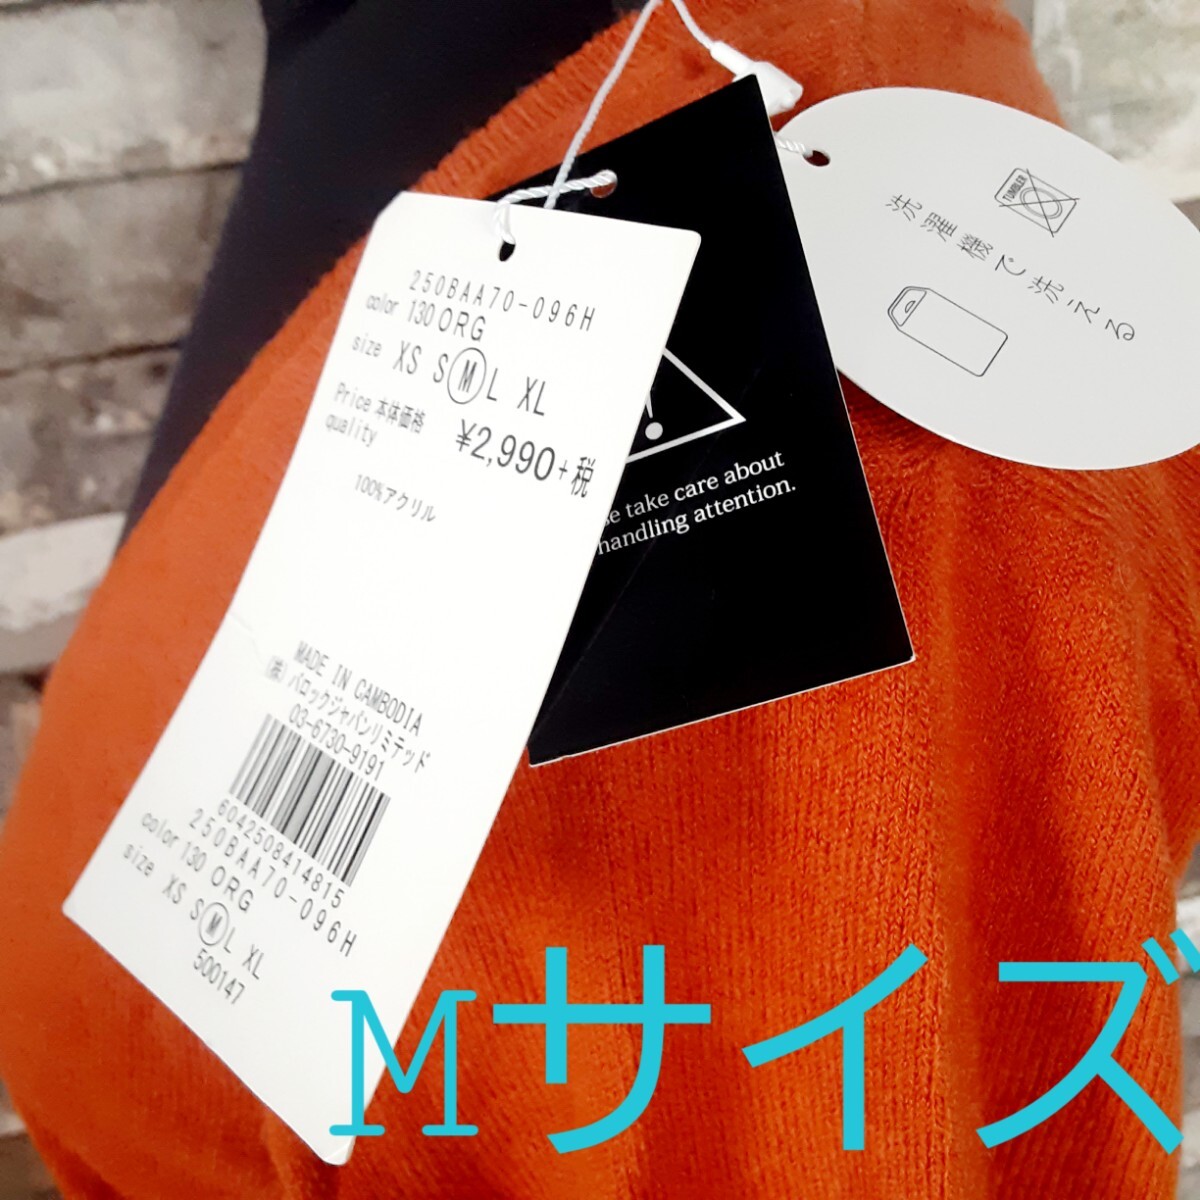 250BAA70-096H
color 130 ORG
size XS S M L XL
Price 本体価格 ¥2,990+税
quality
100%アクリル
MADE IN CAMBODIA
(株)バロックジャパンリミテッド
03-6730-9191
6042508414815
250BAA70-096H
color 130 ORG
size XS S M L XL
500147
take care about
handling attention.
TUMBLER
洗濯機で洗える
Mサイズ